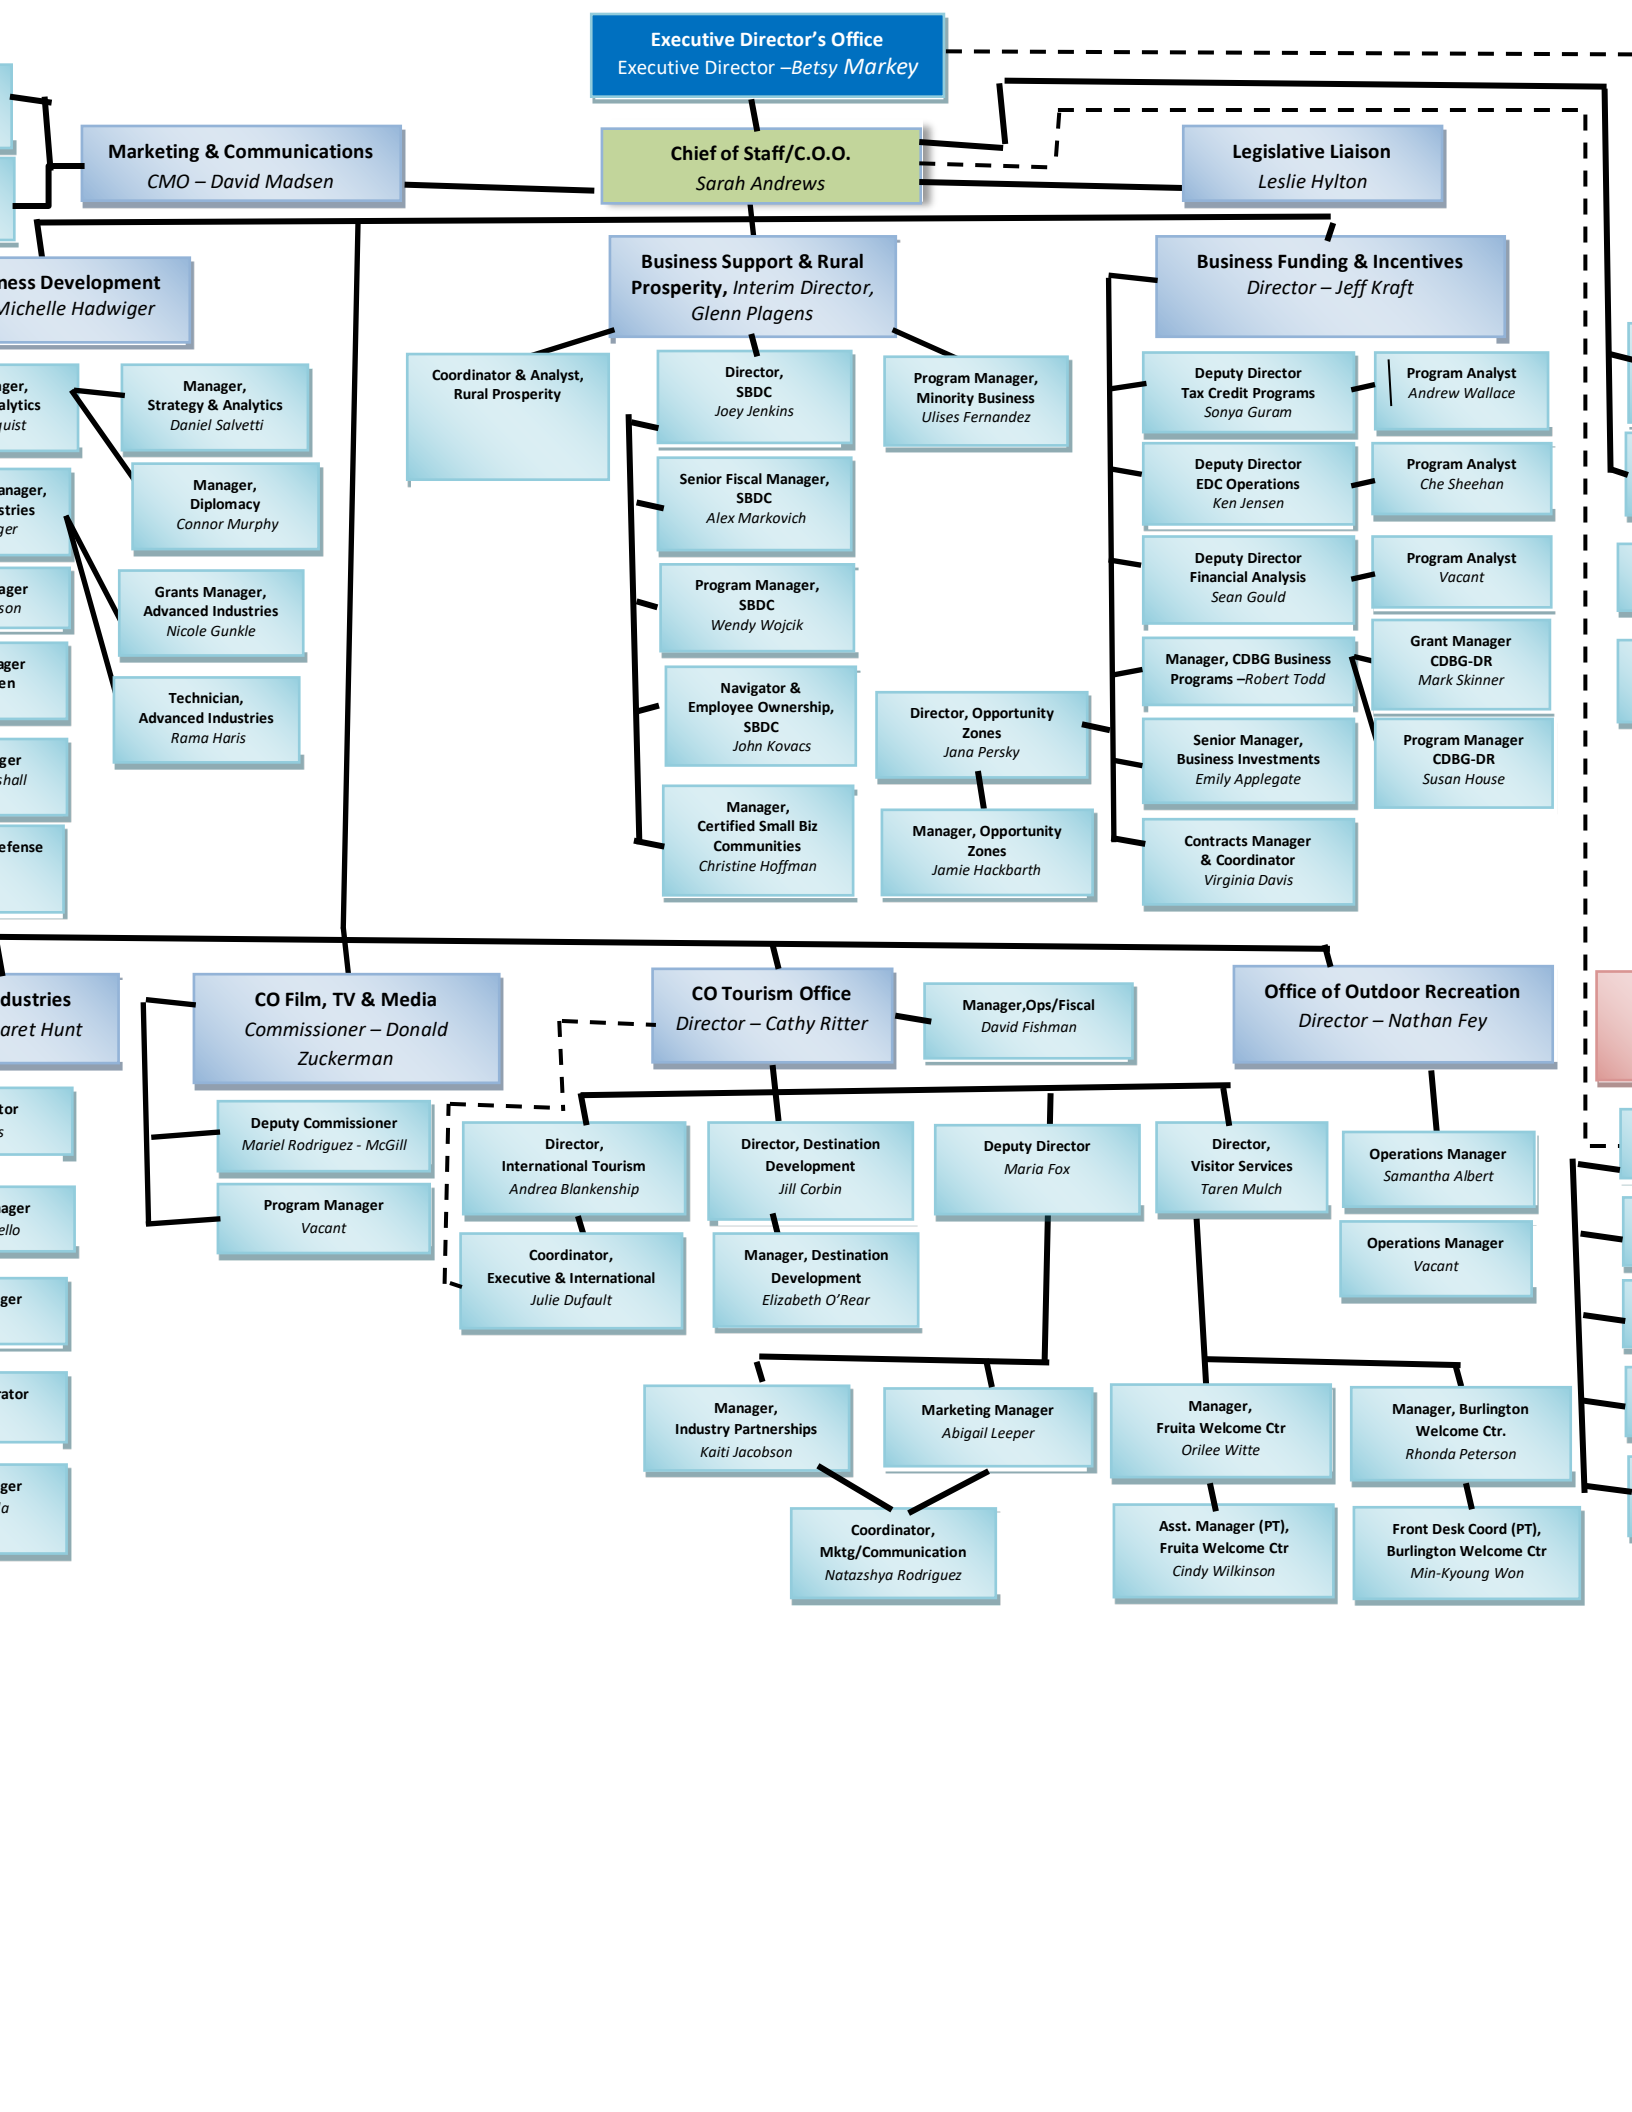 Executive Director’s Office
Executive Director –Betsy Markey
Marketing & Communications
CMO – David Madsen
Chief of Staff/C.O.O.
Sarah Andrews
Legislative Liaison
Leslie Hylton
Development
Michelle Hadwiger
Business Support & Rural
Prosperity, Interim Director,
Glenn Plagens
Business Funding & Incentives
Director – Jeff Kraft
Manager,
Strategy & Analytics
Daniel Salvetti
Manager,
Diplomacy
Connor Murphy
Grants Manager,
Advanced Industries
Nicole Gunkle
Technician,
Advanced Industries
Rama Haris
Coordinator & Analyst,
Rural Prosperity
Director,
SBDC
Joey Jenkins
Senior Fiscal Manager,
SBDC
Alex Markovich
Program Manager,
SBDC
Wendy Wojcik
Navigator &
Employee Ownership,
SBDC
John Kovacs
Manager,
Certified Small Biz
Communities
Christine Hoffman
Program Manager,
Minority Business
Ulises Fernandez
Director, Opportunity
Zones
Jana Persky
Manager, Opportunity
Zones
Jamie Hackbarth
Deputy Director
Tax Credit Programs
Sonya Guram
Program Analyst
Andrew Wallace
Deputy Director
EDC Operations
Ken Jensen
Program Analyst
Che Sheehan
Deputy Director
Financial Analysis
Sean Gould
Program Analyst
Vacant
Manager, CDBG Business
Programs –Robert Todd
Grant Manager
CDBG-DR
Mark Skinner
Senior Manager,
Business Investments
Emily Applegate
Program Manager
CDBG-DR
Susan House
Contracts Manager
& Coordinator
Virginia Davis
Hunt
CO Film, TV & Media
Commissioner – Donald
Zuckerman
Deputy Commissioner
Mariel Rodriguez - McGill
Program Manager
Vacant
CO Tourism Office
Director – Cathy Ritter
Manager,Ops/Fiscal
David Fishman
Office of Outdoor Recreation
Director – Nathan Fey
Director,
International Tourism
Andrea Blankenship
Coordinator,
Executive & International
Julie Dufault
Director, Destination
Development
Jill Corbin
Manager, Destination
Development
Elizabeth O’Rear
Deputy Director
Maria Fox
Director,
Visitor Services
Taren Mulch
Operations Manager
Samantha Albert
Operations Manager
Vacant
Manager,
Industry Partnerships
Kaiti Jacobson
Marketing Manager
Abigail Leeper
Coordinator,
Mktg/Communication
Natazshya Rodriguez
Manager,
Fruita Welcome Ctr
Orilee Witte
Manager, Burlington
Welcome Ctr.
Rhonda Peterson
Asst. Manager (PT),
Fruita Welcome Ctr
Cindy Wilkinson
Front Desk Coord (PT),
Burlington Welcome Ctr
Min-Kyoung Won